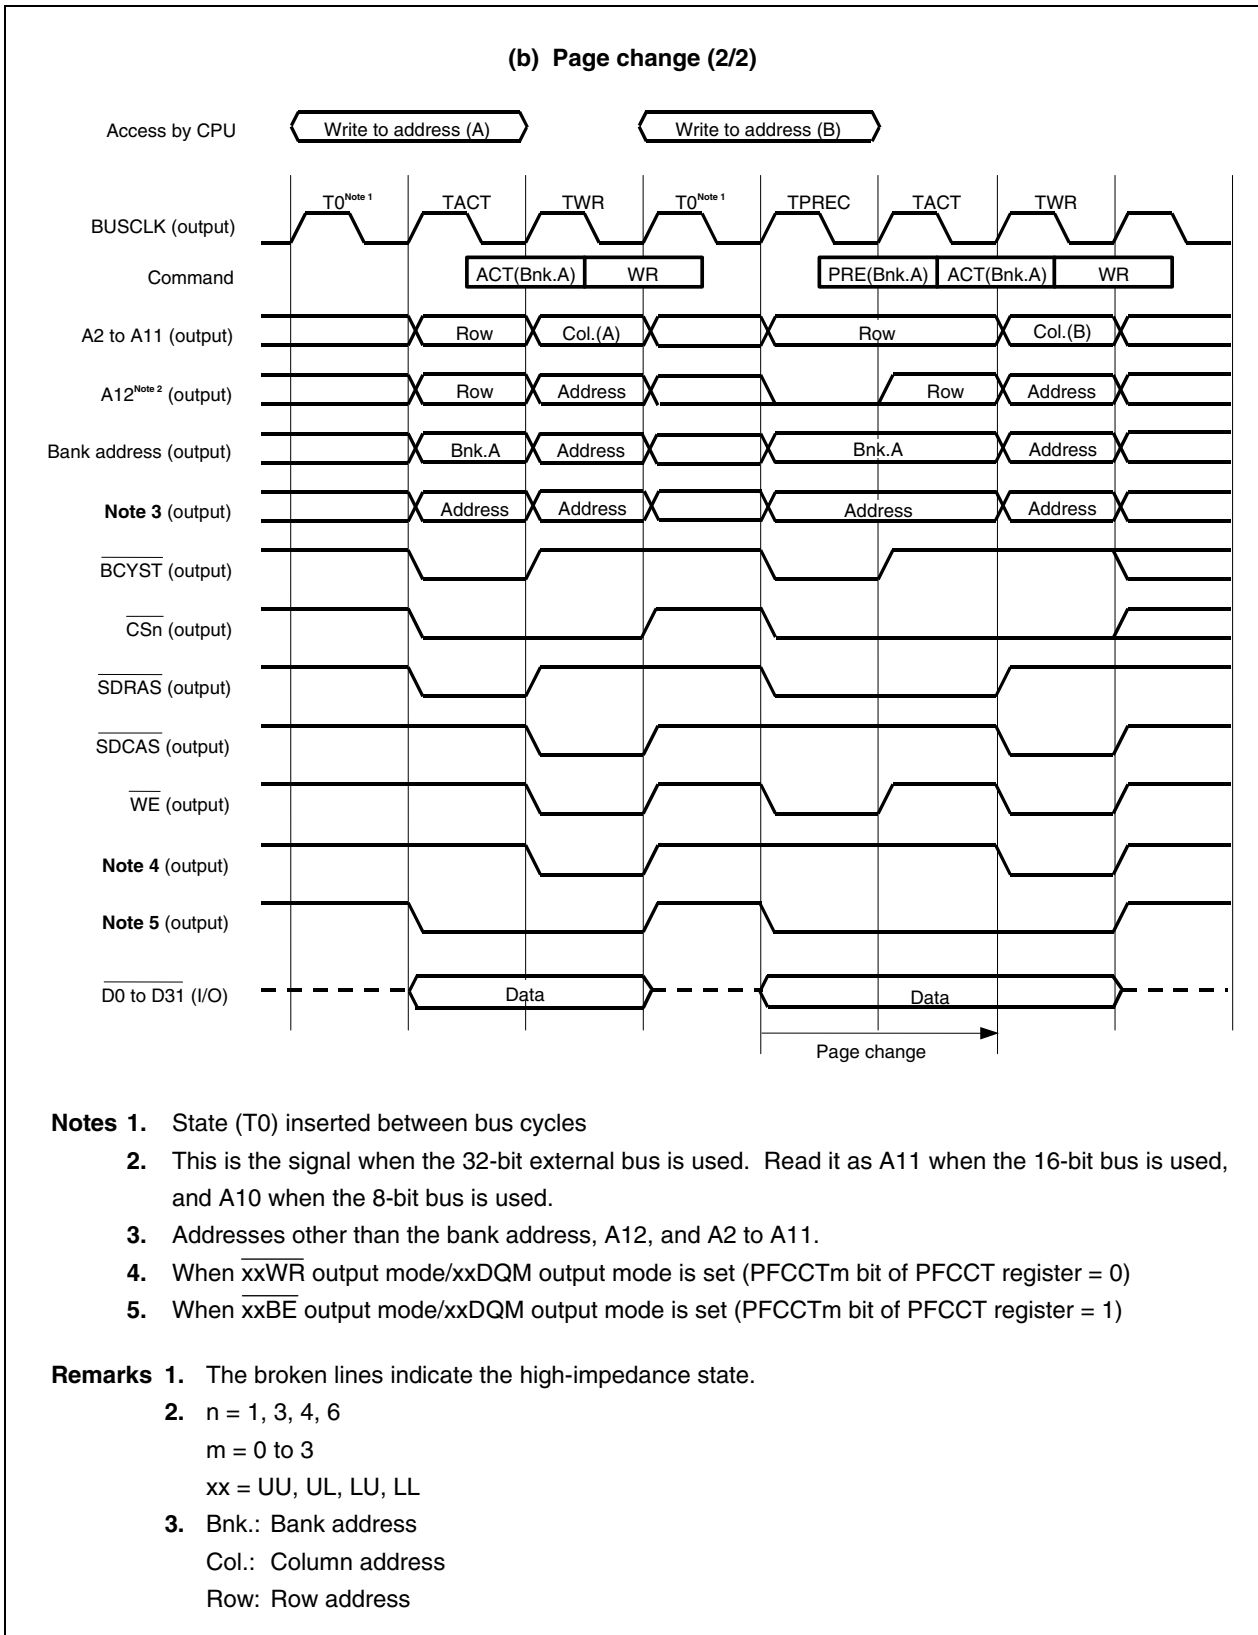 (b) Page change (2/2)
Access by CPU
Write to address (A)
Write to address (B)
T0Note 1
TACT
TWR
T0Note 1
TPREC
TACT
TWR
BUSCLK (output)
Command
ACT(Bnk.A)
WR
PRE(Bnk.A)
ACT(Bnk.A)
WR
A2 to A11 (output)
Row
Col.(A)
Row
Col.(B)
A12Note 2 (output)
Row
Address
Row
Address
Bank address (output)
Bnk.A
Address
Bnk.A
Address
Note 3 (output)
Address
Address
Address
Address
BCYST (output)
CSn (output)
SDRAS (output)
SDCAS (output)
WE (output)
Note 4 (output)
Note 5 (output)
D0 to D31 (I/O)
Data
Data
Page change
Notes 1. State (T0) inserted between bus cycles
2. This is the signal when the 32-bit external bus is used. Read it as A11 when the 16-bit bus is used,
and A10 when the 8-bit bus is used.
3. Addresses other than the bank address, A12, and A2 to A11.
4. When xxWR output mode/xxDQM output mode is set (PFCCTm bit of PFCCT register = 0)
5. When xxBE output mode/xxDQM output mode is set (PFCCTm bit of PFCCT register = 1)
Remarks 1. The broken lines indicate the high-impedance state.
2. n = 1, 3, 4, 6
m = 0 to 3
xx = UU, UL, LU, LL
3. Bnk.: Bank address
Col.: Column address
Row: Row address